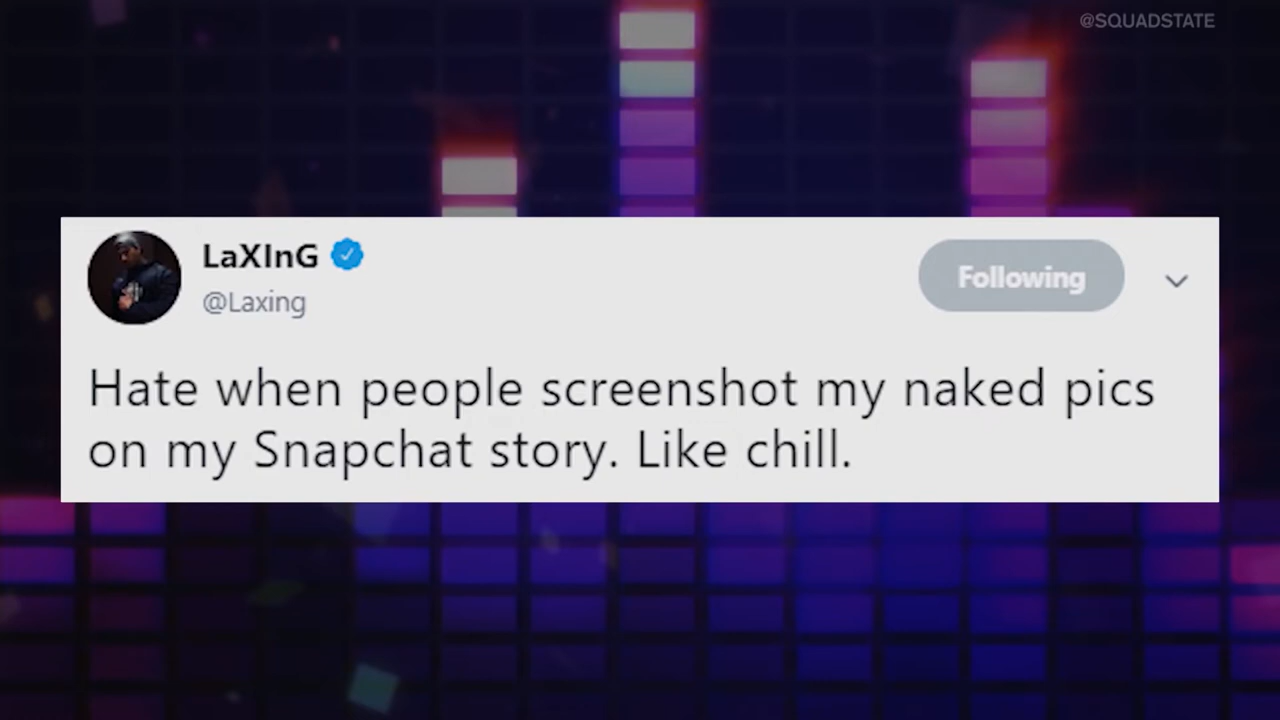 @SQUADSTATE
LaXInG
@Laxing
Following
Hate when people screenshot my naked pics
on my Snapchat story. Like chill.